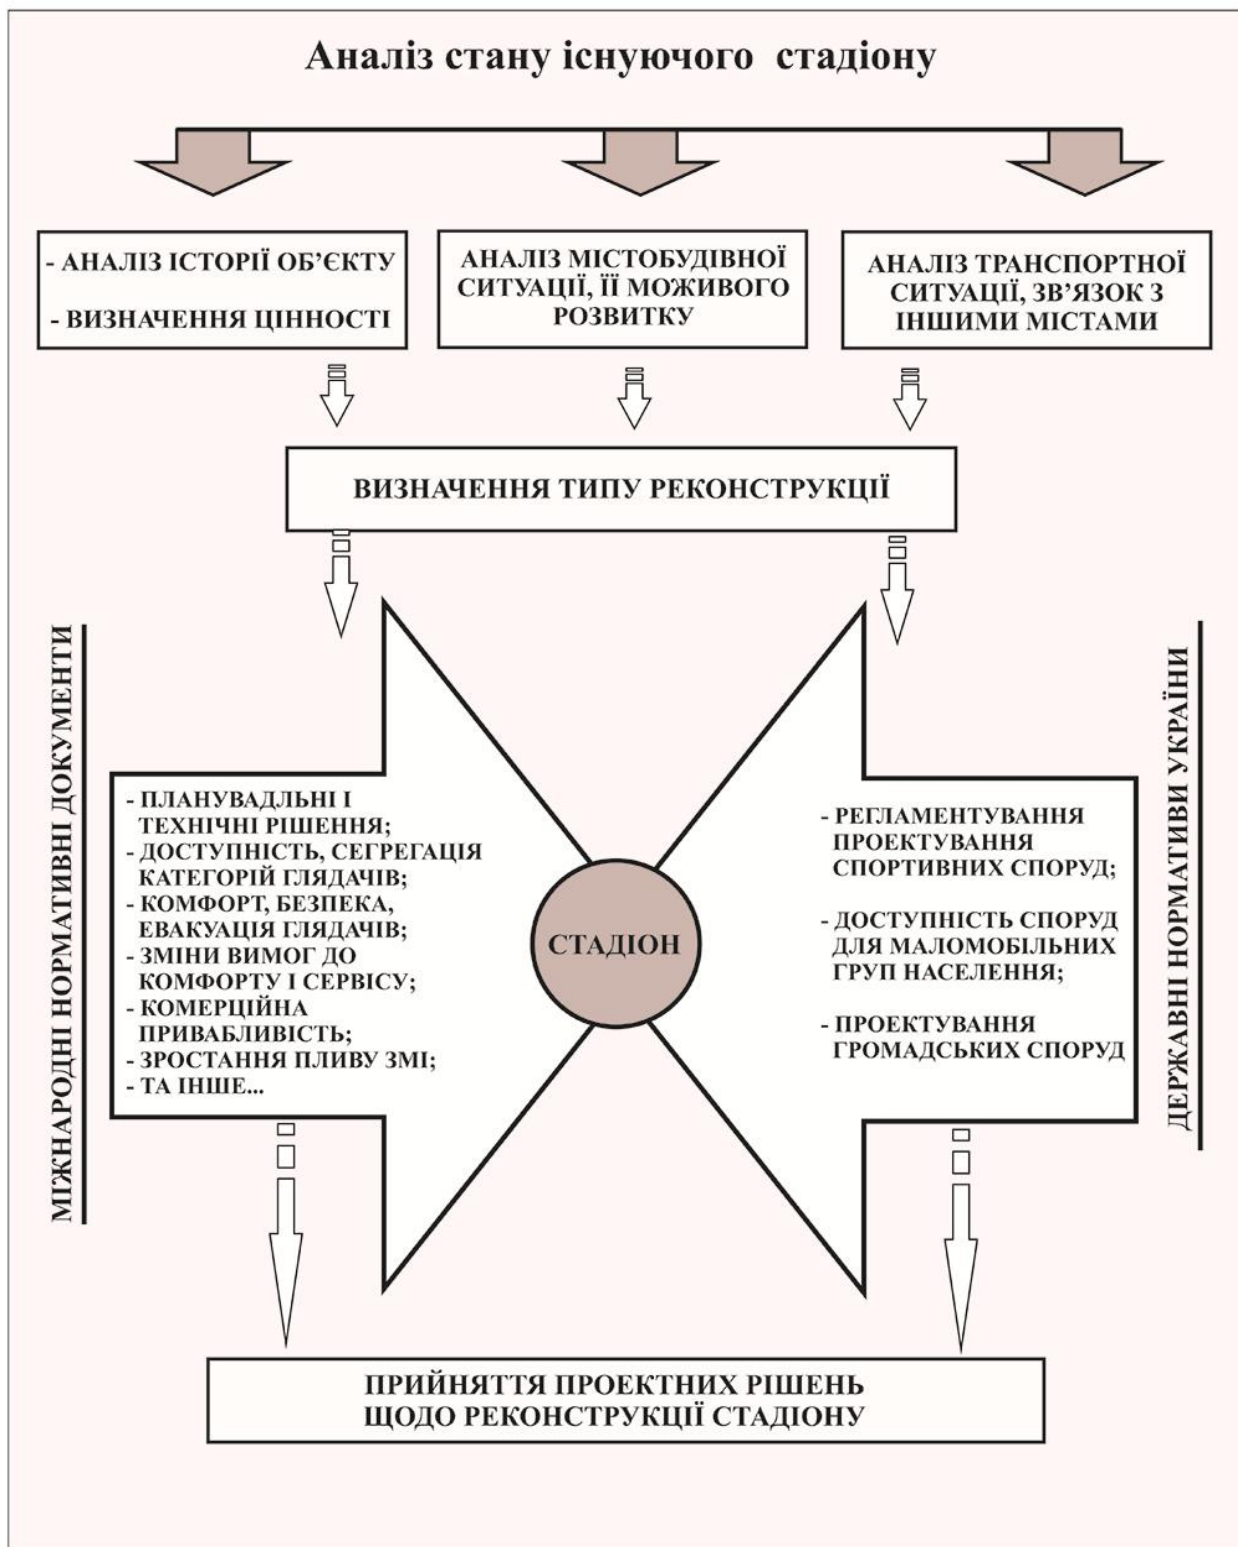 Аналіз стану існуючого стадіону
- АНАЛІЗ ІСТОРІЇ ОБ’ЄКТУ
- ВИЗНАЧЕННЯ ЦІННОСТІ
АНАЛІЗ МІСТОБУДІВНОЇ
СИТУАЦІЇ, ЇЇ МОЖИВОГО
РОЗВИТКУ
АНАЛІЗ ТРАНСПОРТНОЇ
СИТУАЦІЇ, ЗВ’ЯЗОК З
ІНШИМИ МІСТАМИ
ВИЗНАЧЕННЯ ТИПУ РЕКОНСТРУКЦІЇ
МІЖНАРОДНІ НОРМАТИВНІ ДОКУМЕНТИ
- ПЛАНУВАДЛЬНІ І
ТЕХНІЧНІ РІШЕННЯ;
- ДОСТУПНІСТЬ, СЕГРЕГАЦІЯ
КАТЕГОРІЙ ГЛЯДАЧІВ;
- КОМФОРТ, БЕЗПЕКА,
ЕВАКУАЦІЯ ГЛЯДАЧІВ;
- ЗМІНИ ВИМОГ ДО
КОМФОРТУ І СЕРВІСУ;
- КОМЕРЦІЙНА
ПРИВАБЛИВІСТЬ;
- ЗРОСТАННЯ ПЛИВУ ЗМІ;
- ТА ІНШЕ...
СТАДІОН
- РЕГЛАМЕНТУВАННЯ
ПРОЕКТУВАННЯ
СПОРТИВНИХ СПОРУД;
- ДОСТУПНІСТЬ СПОРУД
ДЛЯ МАЛОМОБІЛЬНИХ
ГРУП НАСЕЛЕННЯ;
- ПРОЕКТУВАННЯ
ГРОМАДСЬКИХ СПОРУД
ДЕРЖАВНІ НОРМАТИВИ УКРАЇНИ
ПРИЙНЯТТЯ ПРОЕКТНИХ РІШЕНЬ
ЩОДО РЕКОНСТРУКЦІЇ СТАДІОНУ